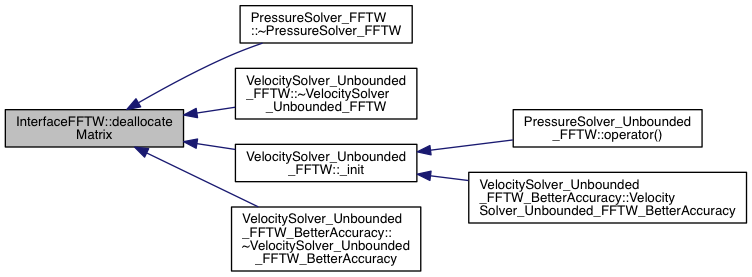 InterfaceFFTW::deallocate
Matrix
PressureSolver_FFTW
::~PressureSolver_FFTW
VelocitySolver_Unbounded
_FFTW::~VelocitySolver
_Unbounded_FFTW
VelocitySolver_Unbounded
_FFTW::_init
VelocitySolver_Unbounded
_FFTW_BetterAccuracy::
~VelocitySolver_Unbounded
_FFTW_BetterAccuracy
PressureSolver_Unbounded
_FFTW::operator()
VelocitySolver_Unbounded
_FFTW_BetterAccuracy::Velocity
Solver_Unbounded_FFTW_BetterAccuracy